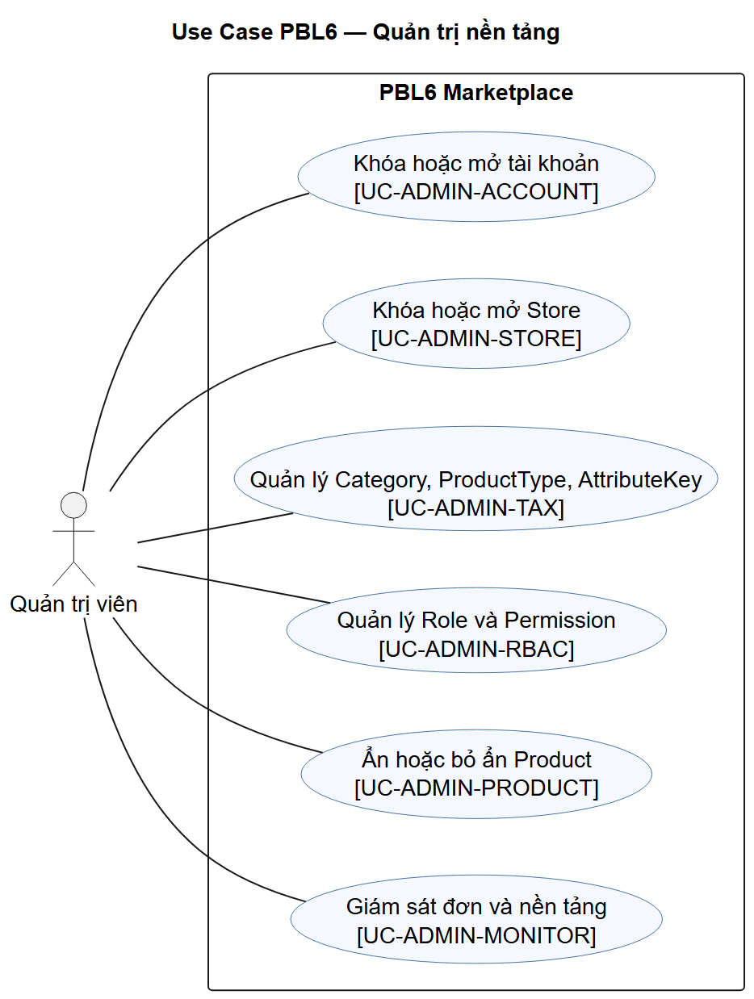 Use Case PBL6 — Quản trị nền tảng
PBL6 Marketplace
Khóa hoặc mở tài khoản
[UC-ADMIN-ACCOUNT]
Khóa hoặc mở Store
[UC-ADMIN-STORE]
Quản lý Category, ProductType, AttributeKey
[UC-ADMIN-TAX]
Quản trị viên
Quản lý Role và Permission
[UC-ADMIN-RBAC]
Ẩn hoặc bỏ ẩn Product
[UC-ADMIN-PRODUCT]
Giám sát đơn và nền tảng
[UC-ADMIN-MONITOR]